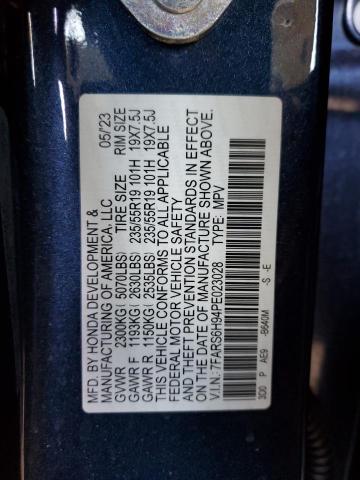 MFD. BY HONDA DEVELOPMENT &
MANUFACTURING OF AMERICA, LLC 05/'23
GVWR 2300KG( 5070LBS) TIRE SIZE RIM SIZE
GAWR F 1193KG( 2630LBS) 235/55R19 101H 19X7.5J
GAWR R 1150KG( 2535LBS) 235/55R19 101H 19X7.5J
THIS VEHICLE CONFORMS TO ALL APPLICABLE
FEDERAL MOTOR VEHICLE SAFETY
AND THEFT PREVENTION STANDARDS IN EFFECT
ON THE DATE OF MANUFACTURE SHOWN ABOVE.
V.I.N.:7FARS6H94PE023028 TYPE: MPV
3D0 P AE9 -B640M -S -E